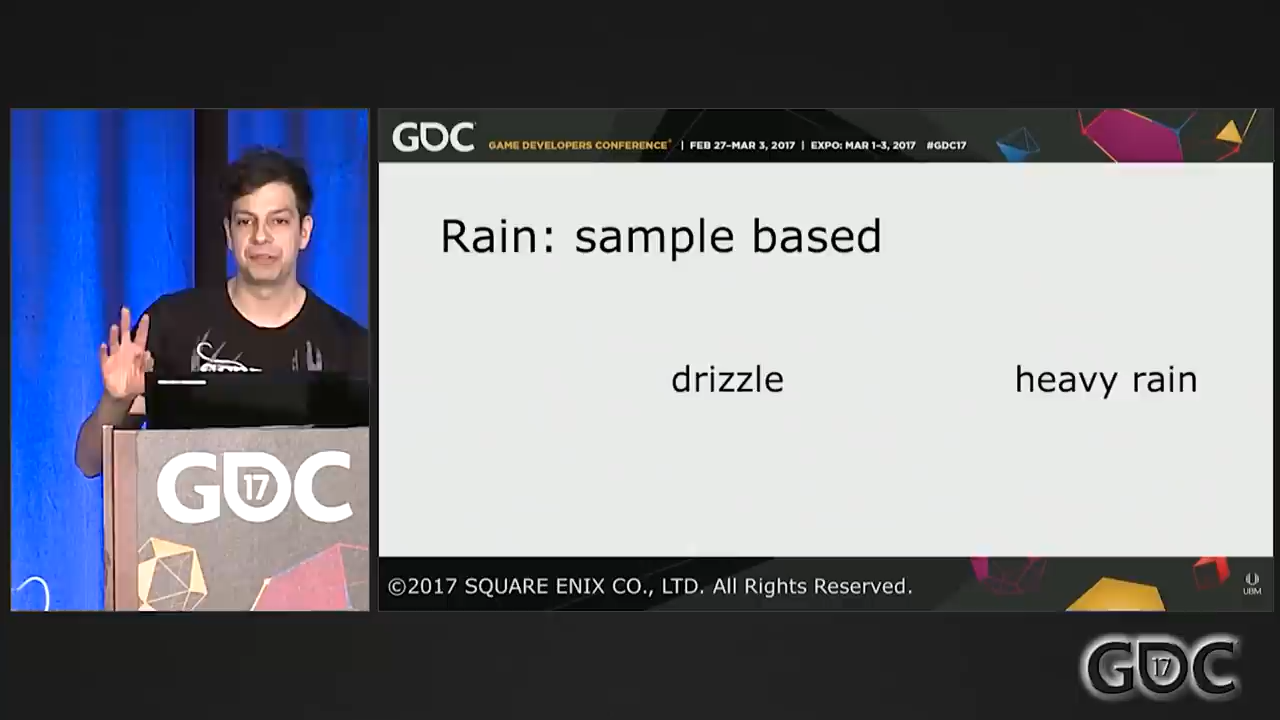 GDC
GAME DEVELOPERS CONFERENCE® | FEB 27–MAR 3, 2017 | EXPO: MAR 1–3, 2017 #GDC17
Rain: sample based
drizzle
heavy rain
©2017 SQUARE ENIX CO., LTD. All Rights Reserved.
UBM
GDC
17
GDC
17